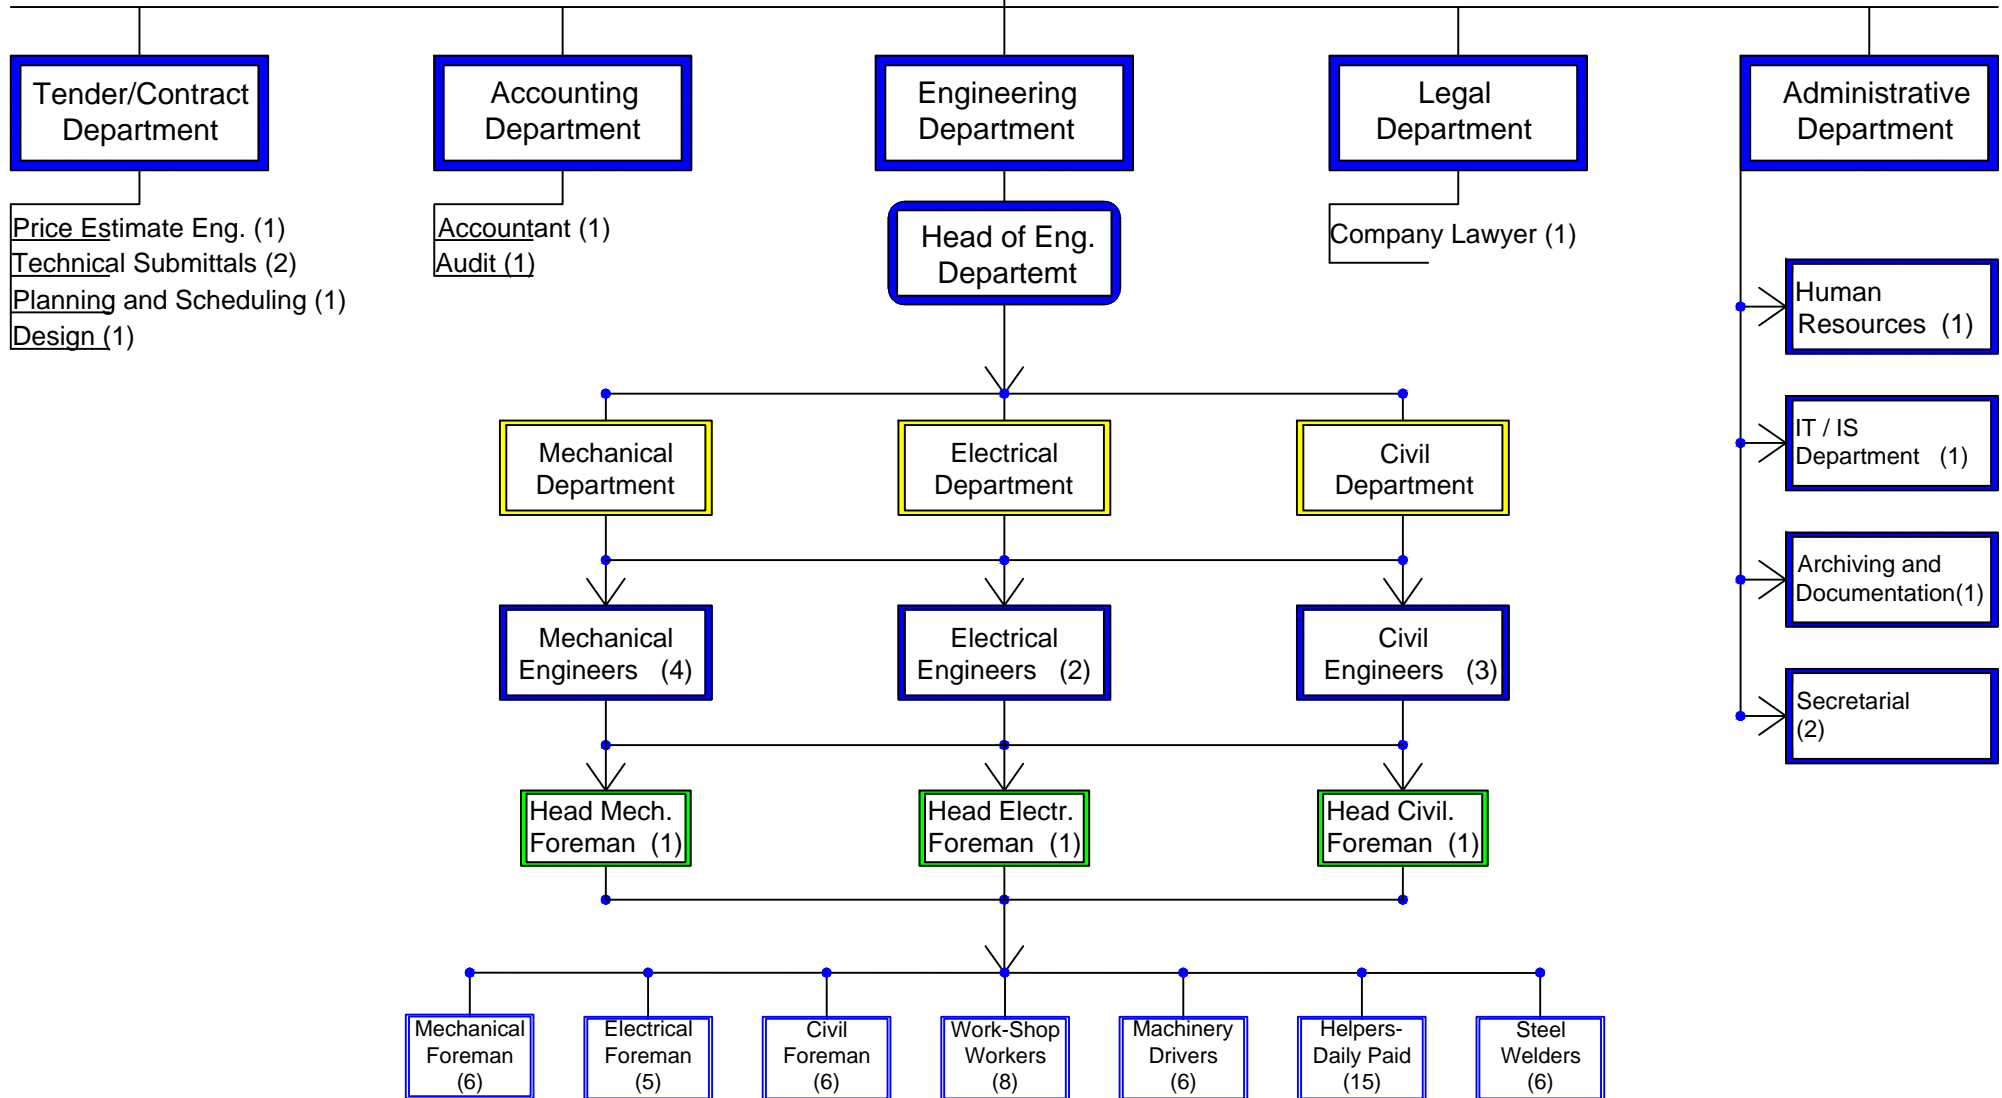 Tender/Contract
Department
Accounting
Department
Engineering
Department
Legal
Department
Administrative
Department
Price Estimate Eng. (1)
Technical Submittals (2)
Planning and Scheduling (1)
Design (1)
Accountant (1)
Audit (1)
Head of Eng.
Departemt
Company Lawyer (1)
Human
Resources (1)
IT / IS
Department (1)
Archiving and
Documentation(1)
Secretarial
(2)
Mechanical
Department
Electrical
Department
Civil
Department
Mechanical
Engineers (4)
Electrical
Engineers (2)
Civil
Engineers (3)
Head Mech.
Foreman (1)
Head Electr.
Foreman (1)
Head Civil.
Foreman (1)
Mechanical
Foreman
(6)
Electrical
Foreman
(5)
Civil
Foreman
(6)
Work-Shop
Workers
(8)
Machinery
Drivers
(6)
Helpers-
Daily Paid
(15)
Steel
Welders
(6)